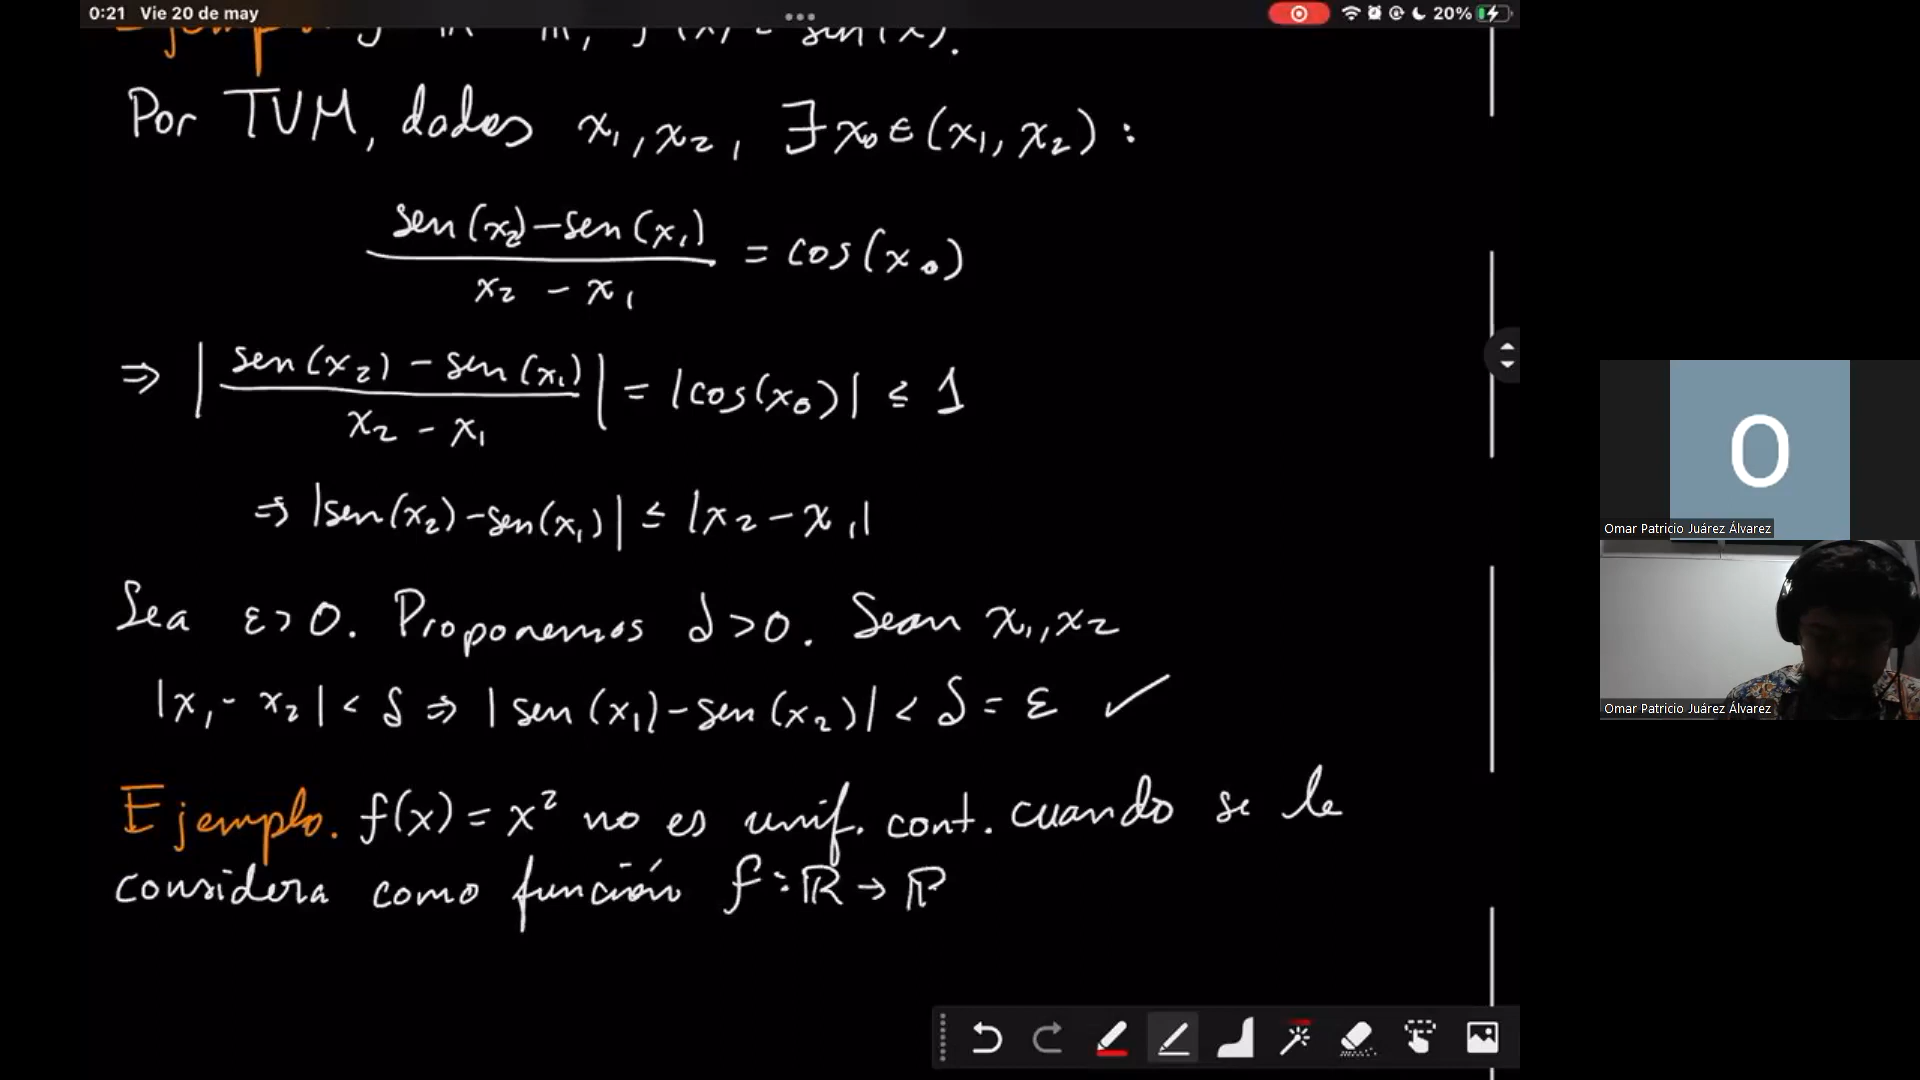 0:21 Vie 20 de may
20%
Ejemplo. sen(x).
Por TVM, dados x₁, x₂, ∃ x₀ ∈ (x₁, x₂) :
sen(x₂) - sen(x₁)
= cos(x₀)
x₂ - x₁
⇒ | sen(x₂) - sen(x₁) / x₂ - x₁ | = |cos(x₀)| ≤ 1
⇒ |sen(x₂) - sen(x₁)| ≤ |x₂ - x₁|
Sea ε > 0. Proponemos δ > 0. Sean x₁, x₂
|x₁ - x₂| < δ ⇒ |sen(x₁) - sen(x₂)| < δ = ε ✓
Ejemplo. f(x) = x² no es unif. cont. cuando se le
considera como función f: ℝ → ℝ
O
Omar Patricio Juárez Álvarez
Omar Patricio Juárez Álvarez